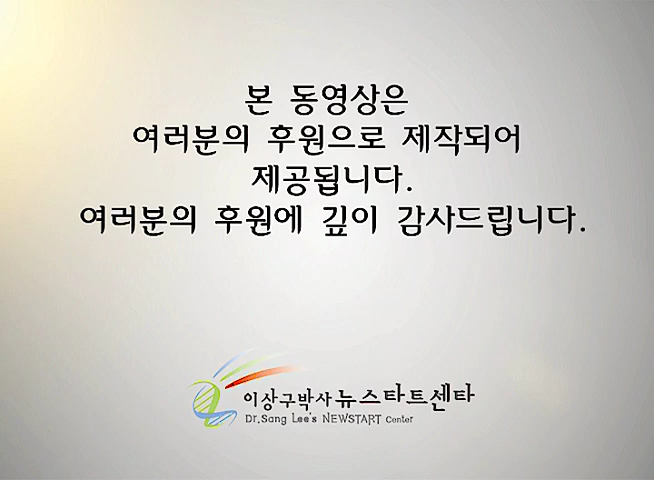 본 동영상은
여러분의 후원으로 제작되어
제공됩니다.
여러분의 후원에 깊이 감사드립니다.
이상구박사뉴스타트센타
Dr.Sang Lee's NEWSTART Center